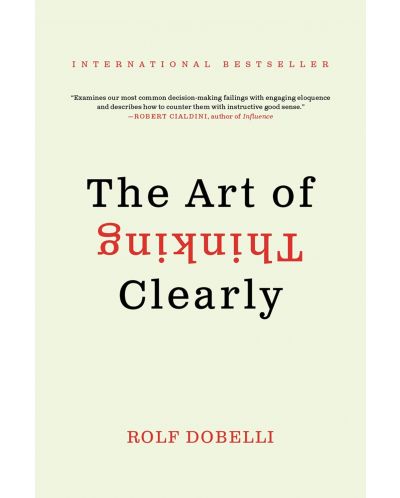 INTERNATIONAL BESTSELLER
“Examines our most common decision-making failings with engaging eloquence
and describes how to counter them with instructive good sense.”
—ROBERT CIALDINI, author of Influence
The Art of
Thinking
Clearly
ROLF DOBELLI